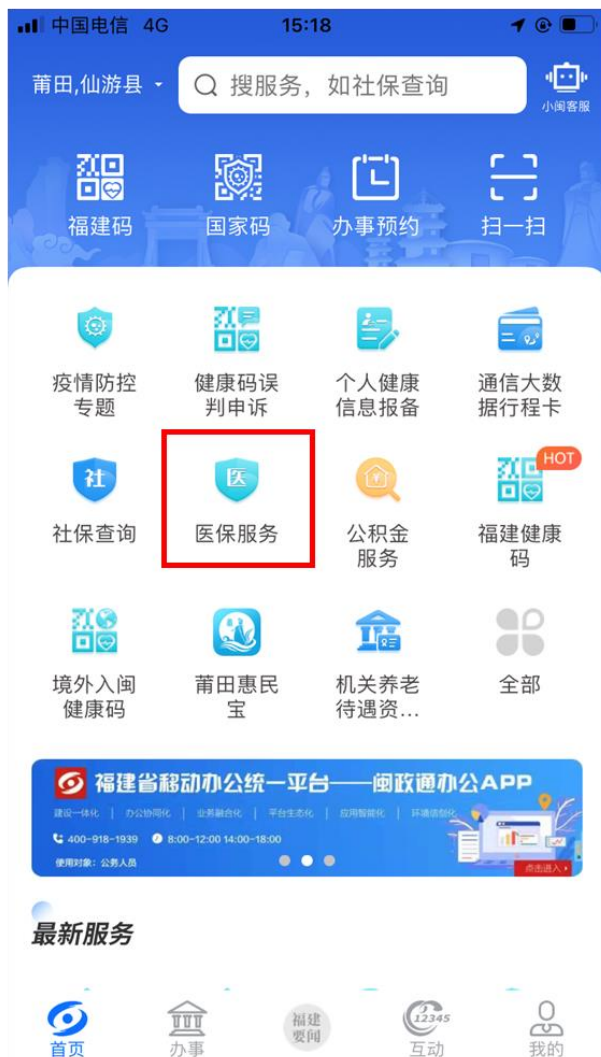 中国电信 4G 15:18
莆田,仙游县 搜服务，如社保查询
小闽客服
福建码 国家码 办事预约 扫一扫
疫情防控 健康码误 个人健康 通信大数
专题 判申诉 信息报备 据行程卡
社 医 HOT
社保查询 医保服务 公积金 福建健康
服务 码
境外入闽 莆田惠民 机关养老 全部
健康码 宝 待遇资...
福建省移动办公统一平台——闽政通办公APP
建设一体化 | 办公协同化 | 业务融合化 | 平台生态化 | 应用智能化 | 环境信创化
400-918-1939 8:00-12:00 14:00-18:00
使用对象：公务人员 点击进入
最新服务
福建
要闻
12345
首页 办事 互动 我的